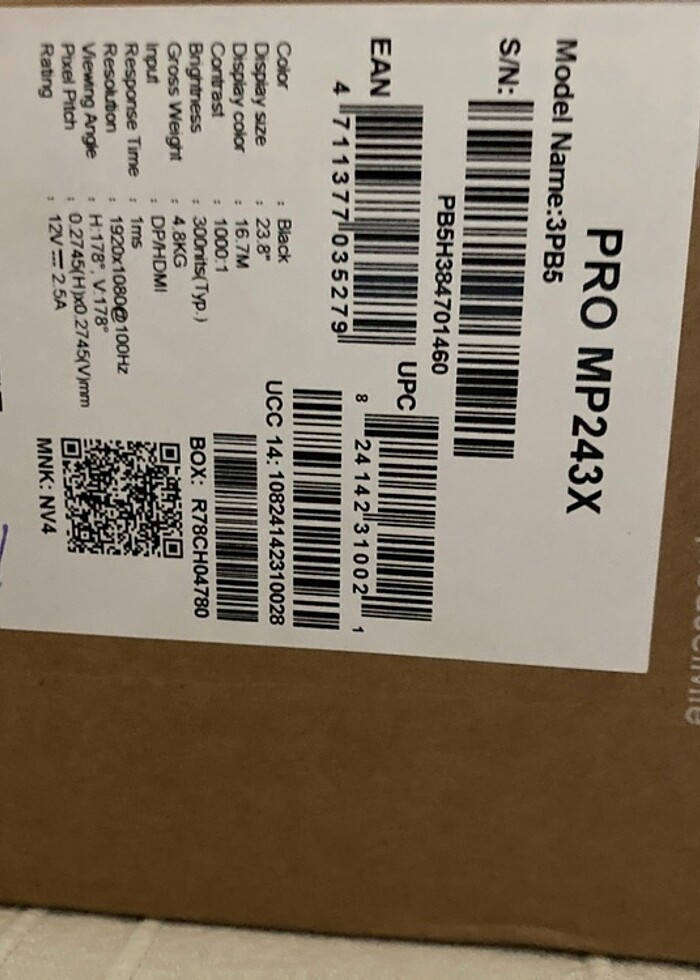 PRO MP243X
Model Name:3PB5
S/N:
PB5H384701460
EAN
4 711377 035279
UPC
8 24142 31002 1
UCC 14: 10824142310028
BOX: R78CH04780
MNK: NV4
Color : Black
Display size : 23.8"
Display color : 16.7M
Contrast : 1000:1
Brightness : 300nits(Typ.)
Gross Weight : 4.8KG
Input : DP/HDMI
Response Time : 1ms
Resolution : 1920x1080@100Hz
Viewing Angle : H:178°, V:178°
Pixel Pitch : 0.2745(H)x0.2745(V)mm
Rating : 12V⎓2.5A